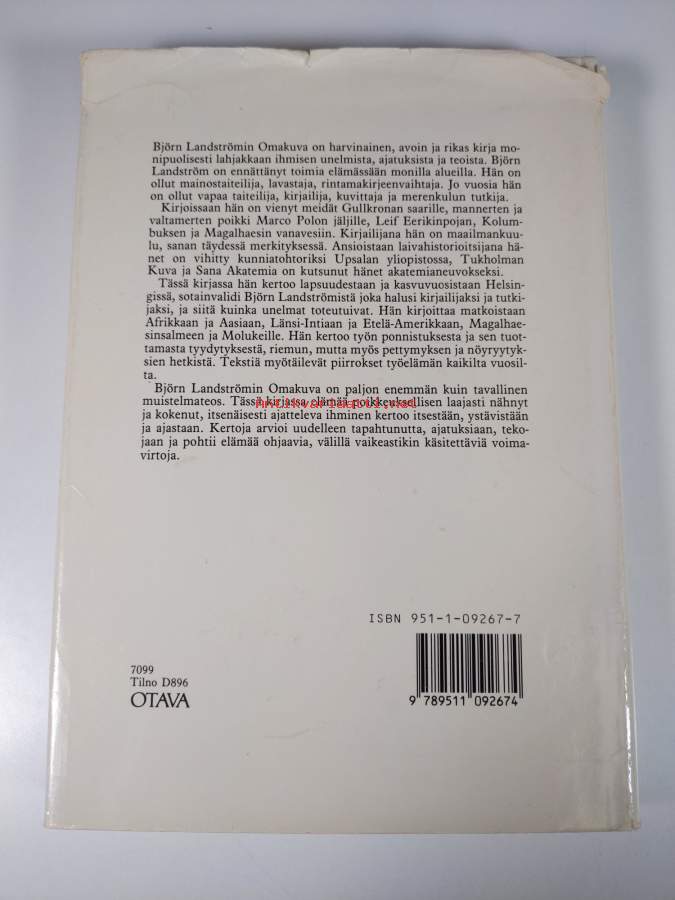 Björn Landströmin Omakuva on harvinainen, avoin ja rikas kirja mo-
nipuolisesti lahjakkaan ihmisen unelmista, ajatuksista ja teoista. Björn
Landström on ennättänyt toimia elämässään monilla alueilla. Hän on
ollut mainostaiteilija, lavastaja, rintamakirjeenvaihtaja. Jo vuosia hän
on ollut vapaa taiteilija, kirjailija, kuvittaja ja merenkulun tutkija.
Kirjoissaan hän on vienyt meidät Gullkronan saarille, mannerten ja
valtamerten poikki Marco Polon jäljille, Leif Eerikinpojan, Kolum-
buksen ja Magalhaesin vanavesiin. Kirjailijana hän on maailmankuu-
lu, sanan täydessä merkityksessä. Ansioistaan laivahistorioitsijana hä-
net on vihitty kunniatohtoriksi Upsalan yliopistossa, Tukholman
Kuva ja Sana Akatemia on kutsunut hänet akatemianeuvokseksi.
Tässä kirjassa hän kertoo lapsuudestaan ja kasvuvuosistaan Helsin-
gissä, sotainvalidi Björn Landströmistä joka halusi kirjailijaksi ja tutki-
jaksi, ja siitä kuinka unelmat toteutuivat. Hän kirjoittaa matkoistaan
Afrikkaan ja Aasiaan, Länsi-Intiaan ja Etelä-Amerikkaan, Magalhae-
sinsalmeen ja Molukeille. Hän kertoo työn ponnistuksesta ja sen tuot-
tamasta tyydytyksestä, riemun, mutta myös pettymyksen ja nöyryytyk-
sien hetkistä. Tekstiä myötäilevät piirrokset työelämän kaikilta vuosil-
ta.
Björn Landströmin Omakuva on paljon enemmän kuin tavallinen
muistelmateos. Tässä kirjassa elämää poikkeuksellisen laajasti nähnyt
antikvariaatti.net
ja kokenut, itsenäisesti ajatteleva ihminen kertoo itsestään, ystävistään
ja ajastaan. Kertoja arvioi uudelleen tapahtunutta, ajatuksiaan, teko-
jaan ja pohtii elämää ohjaavia, välillä vaikeastikin käsitettäviä voima-
virtoja.
ISBN 951-1-09267-7
7099
Tilno D896
OTAVA
9 789511 092674